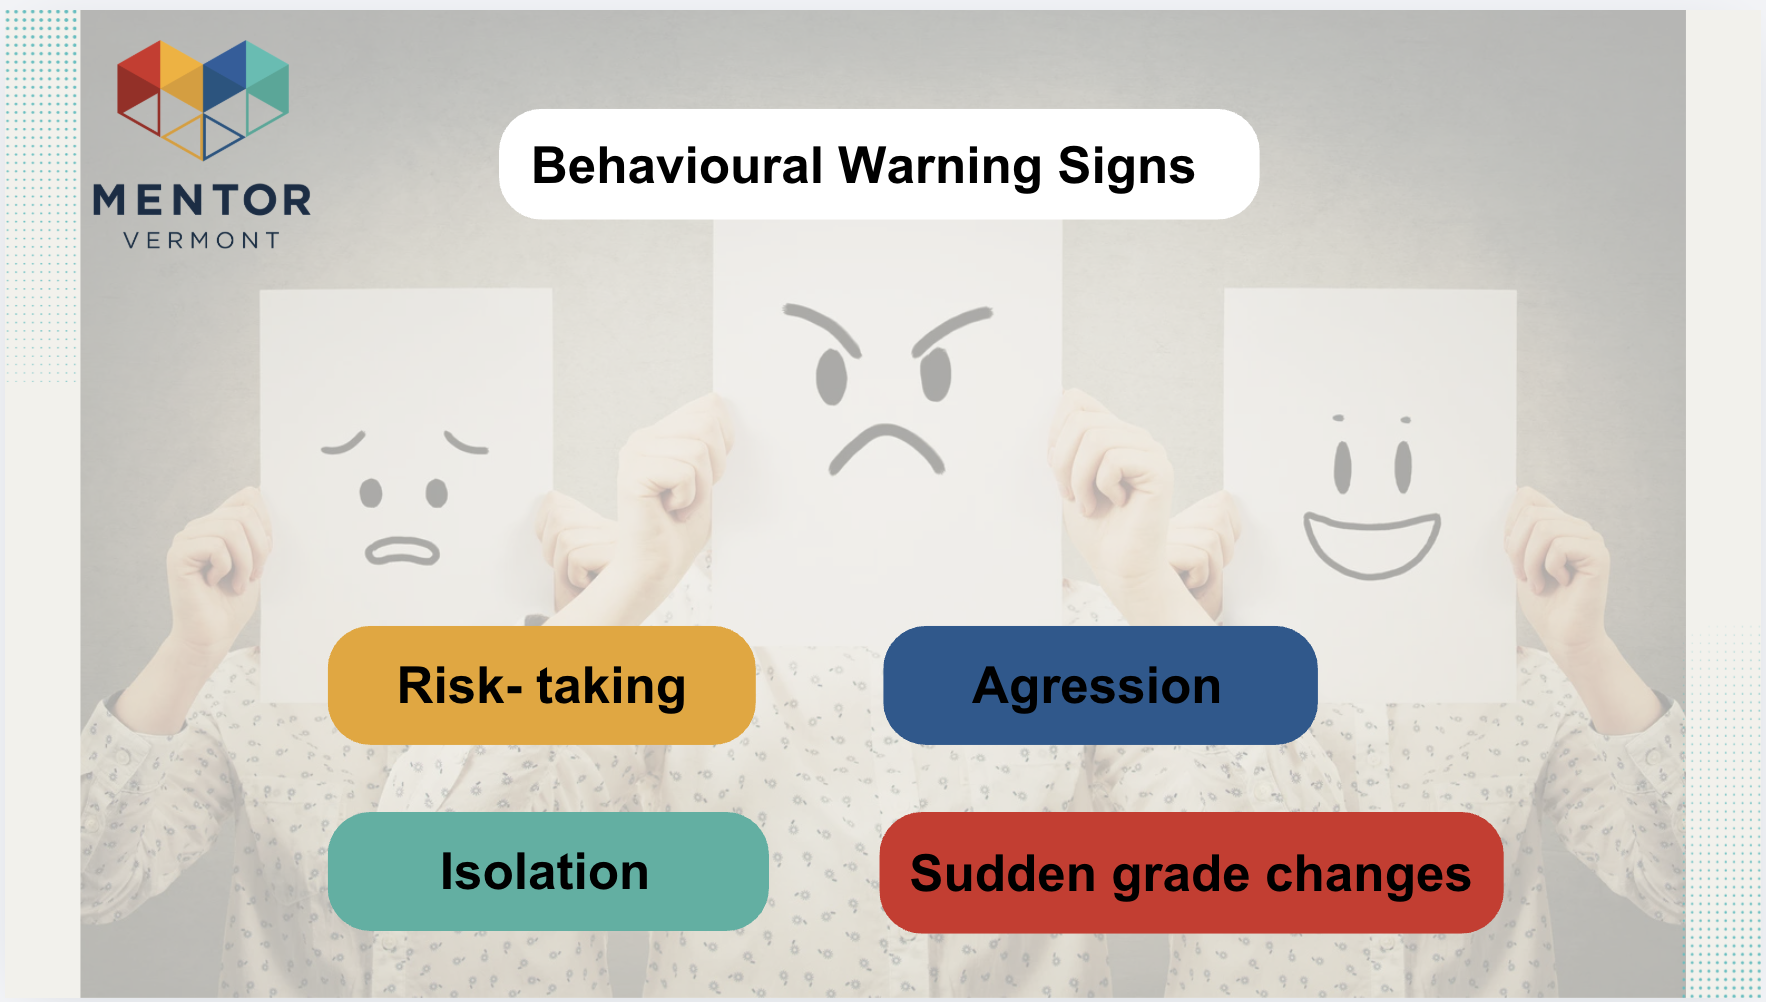 MENTOR
VERMONT
Behavioural Warning Signs
Risk- taking
Agression
Isolation
Sudden grade changes